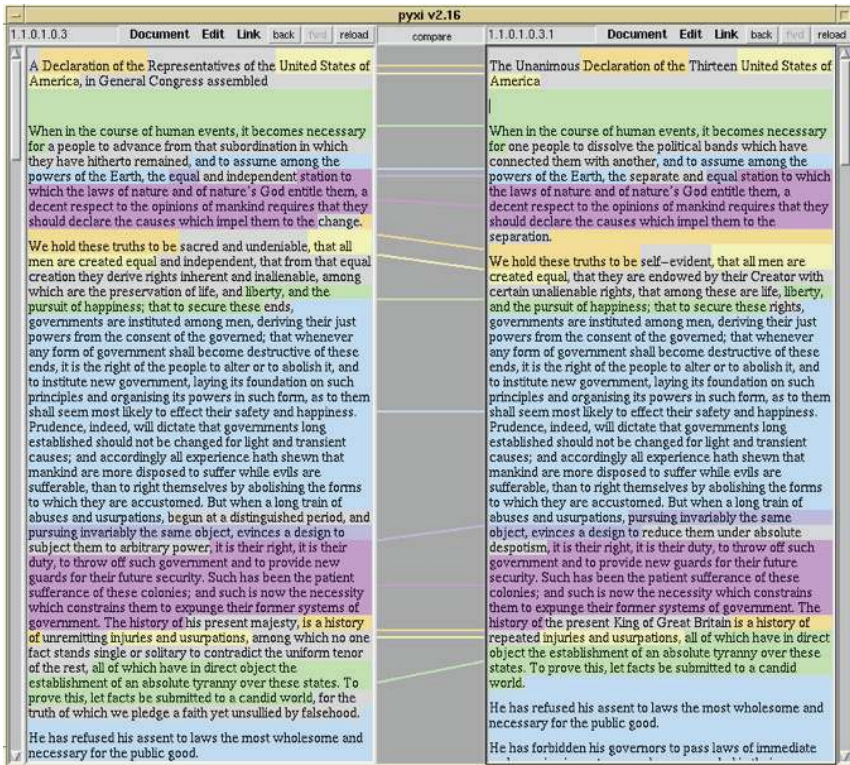 pyxi v2.16
1.1.0.1.0.3 Document Edit Link back fwd reload
compare
1.1.0.1.0.3.1 Document Edit Link back fwd reload
A Declaration of the Representatives of the United States of
America, in General Congress assembled
When in the course of human events, it becomes necessary
for a people to advance from that subordination in which
they have hitherto remained, and to assume among the
powers of the Earth, the equal and independent station to
which the laws of nature and of nature's God entitle them, a
decent respect to the opinions of mankind requires that they
should declare the causes which impel them to the change.
We hold these truths to be sacred and undeniable, that all
men are created equal and independent, that from that equal
creation they derive rights inherent and inalienable, among
which are the preservation of life, and liberty, and the
pursuit of happiness; that to secure these ends,
governments are instituted among men, deriving their just
powers from the consent of the governed; that whenever
any form of government shall become destructive of these
ends, it is the right of the people to alter or to abolish it, and
to institute new government, laying its foundation on such
principles and organising its powers in such form, as to them
shall seem most likely to effect their safety and happiness.
Prudence, indeed, will dictate that governments long
established should not be changed for light and transient
causes; and accordingly all experience hath shewn that
mankind are more disposed to suffer while evils are
sufferable, than to right themselves by abolishing the forms
to which they are accustomed. But when a long train of
abuses and usurpations, begun at a distinguished period, and
pursuing invariably the same object, evinces a design to
subject them to arbitrary power, it is their right, it is their
duty, to throw off such government and to provide new
guards for their future security. Such has been the patient
sufferance of these colonies; and such is now the necessity
which constrains them to expunge their former systems of
government. The history of his present majesty, is a history
of unremitting injuries and usurpations, among which no one
fact stands single or solitary to contradict the uniform tenor
of the rest, all of which have in direct object the
establishment of an absolute tyranny over these states. To
prove this, let facts be submitted to a candid world, for the
truth of which we pledge a faith yet unsullied by falsehood.
He has refused his assent to laws the most wholesome and
necessary for the public good.
The Unanimous Declaration of the Thirteen United States of
America
When in the course of human events, it becomes necessary
for one people to dissolve the political bands which have
connected them with another, and to assume among the
powers of the Earth, the separate and equal station to which
the laws of nature and of nature's God entitle them, a
decent respect to the opinions of mankind requires that they
should declare the causes which impel them to the
separation.
We hold these truths to be self-evident, that all men are
created equal, that they are endowed by their Creator with
certain unalienable rights, that among these are life, liberty,
and the pursuit of happiness; that to secure these rights,
governments are instituted among men, deriving their just
powers from the consent of the governed; that whenever
any form of government shall become destructive of these
ends, it is the right of the people to alter or to abolish it, and
to institute new government, laying its foundation on such
principles and organising its powers in such form, as to them
shall seem most likely to effect their safety and happiness.
Prudence, indeed, will dictate that governments long
established should not be changed for light and transient
causes; and accordingly all experience hath shewn that
mankind are more disposed to suffer while evils are
sufferable, than to right themselves by abolishing the forms
to which they are accustomed. But when a long train of
abuses and usurpations, pursuing invariably the same
object, evinces a design to reduce them under absolute
despotism, it is their right, it is their duty, to throw off such
government and to provide new guards for their future
security. Such has been the patient sufferance of these
colonies; and such is now the necessity which constrains
them to expunge their former systems of government. The
history of the present King of Great Britain is a history of
repeated injuries and usurpations, all of which have in direct
object the establishment of an absolute tyranny over these
states. To prove this, let facts be submitted to a candid
world.
He has refused his assent to laws the most wholesome and
necessary for the public good.
He has forbidden his governors to pass laws of immediate